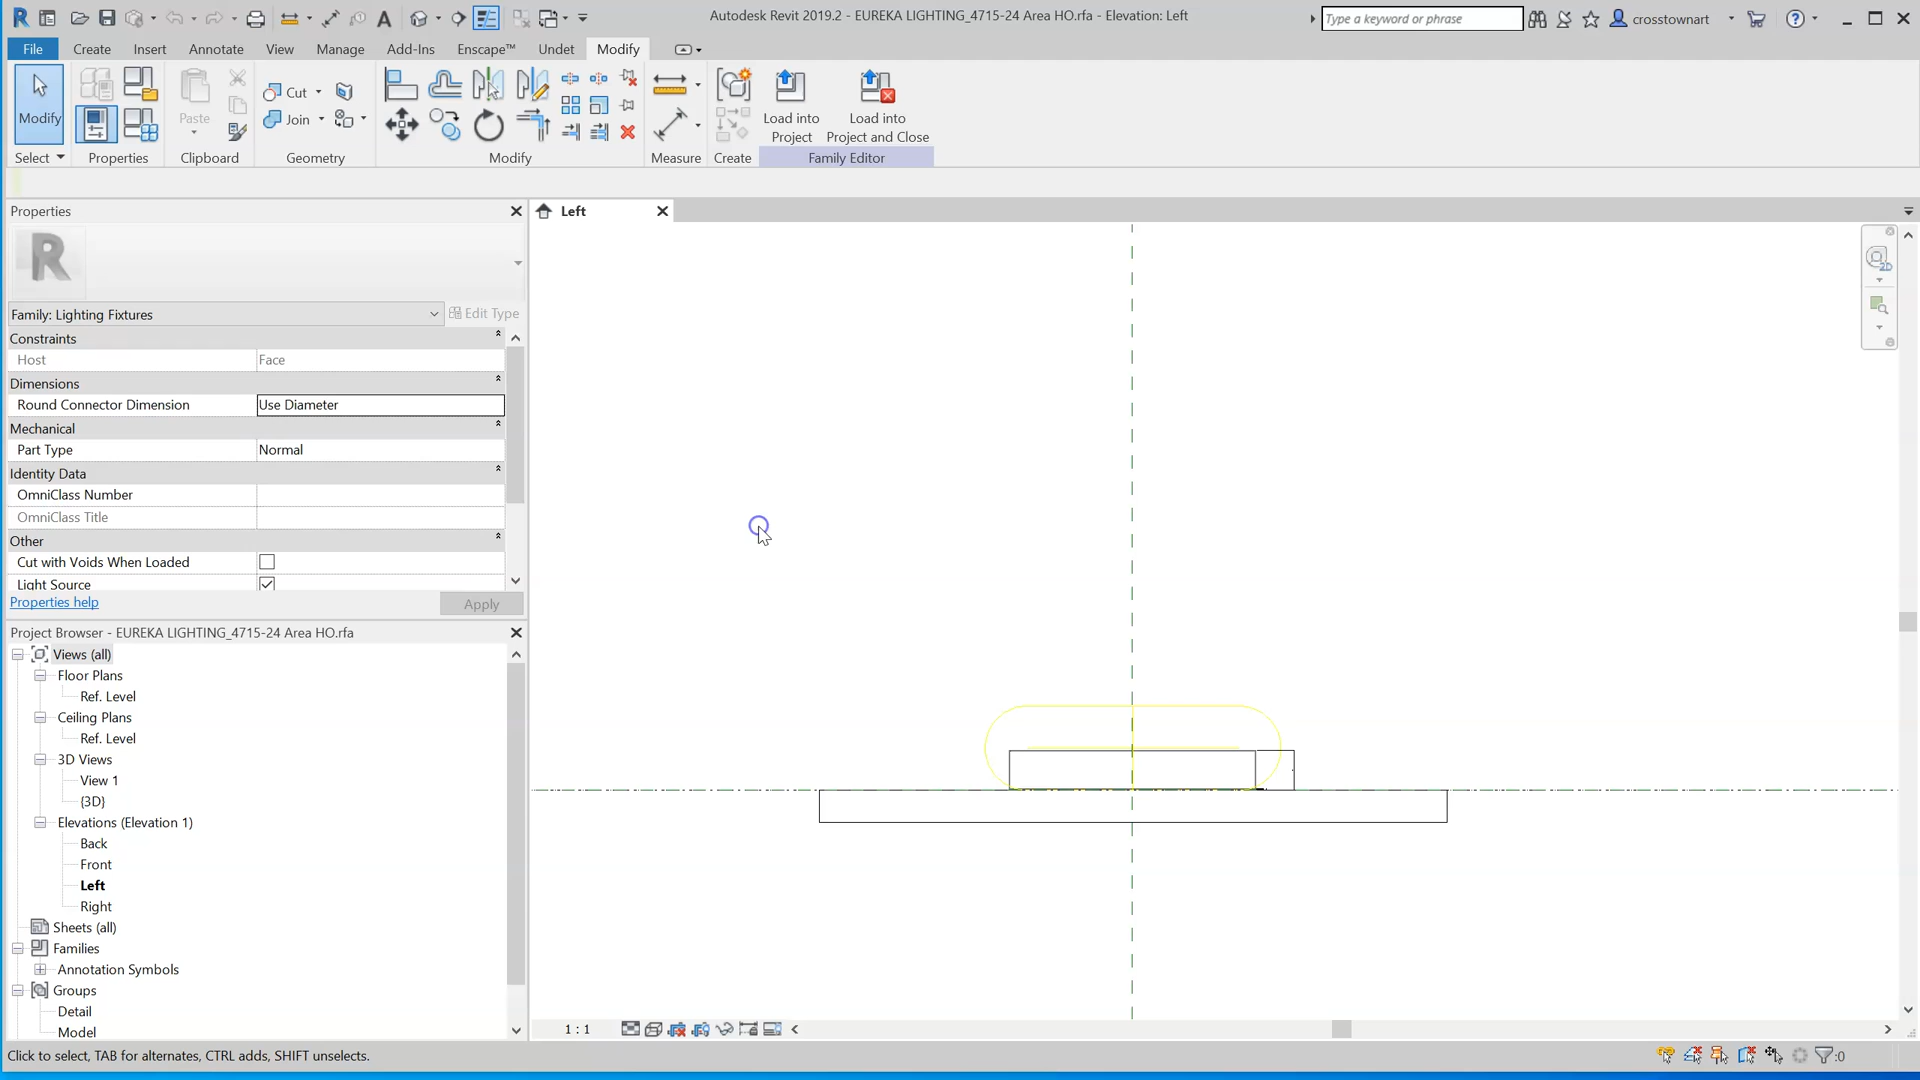 Autodesk Revit 2019.2 - EUREKA LIGHTING_4715-24 Area HO.rfa - Elevation: Left
Type a keyword or phrase
crosstownart
File Create Insert Annotate View Manage Add-Ins Enscape™ Undet Modify
Modify
Paste
Cut
Join
Load into Project
Load into Project and Close
Select Properties Clipboard Geometry Modify Measure Create Family Editor
Properties
Left
Family: Lighting Fixtures
Edit Type
Constraints
Host Face
Dimensions
Round Connector Dimension Use Diameter
Mechanical
Part Type Normal
Identity Data
OmniClass Number
OmniClass Title
Other
Cut with Voids When Loaded
Light Source
Properties help
Apply
Project Browser - EUREKA LIGHTING_4715-24 Area HO.rfa
Views (all)
Floor Plans
Ref. Level
Ceiling Plans
Ref. Level
3D Views
View 1
{3D}
Elevations (Elevation 1)
Back
Front
Left
Right
Sheets (all)
Families
Annotation Symbols
Groups
Detail
Model
1 : 1
Click to select, TAB for alternates, CTRL adds, SHIFT unselects.
:0